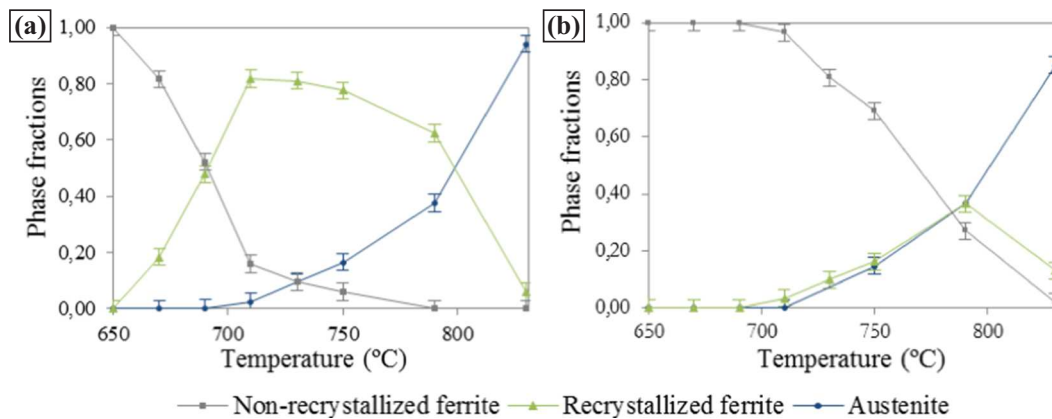 (a)
Phase fractions
1,00
0,80
0,60
0,40
0,20
0,00
650
700
750
800
Temperature (ºC)
(b)
Phase fractions
1,00
0,80
0,60
0,40
0,20
0,00
650
700
750
800
Temperature (ºC)
Non-recrystallized ferrite Recrystallized ferrite Austenite